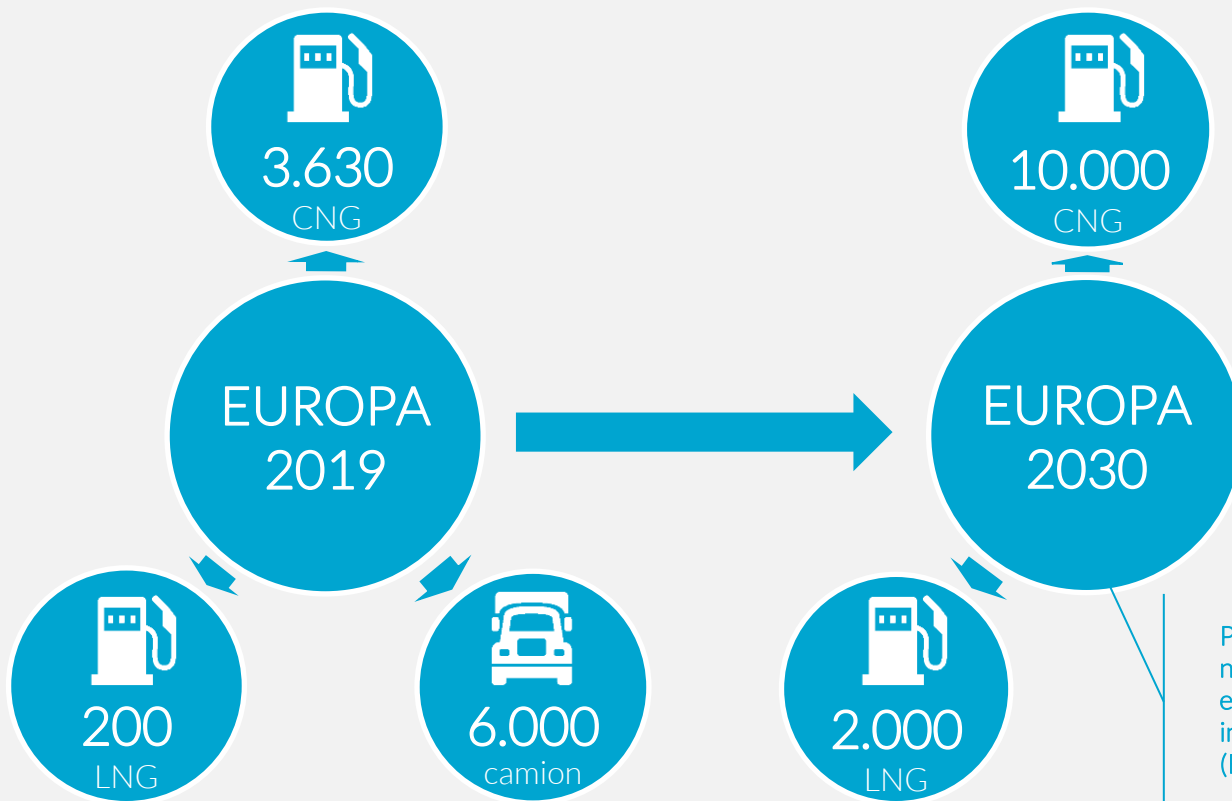 3.630
CNG
EUROPA
2019
200
LNG
6.000
camion
10.000
CNG
EUROPA
2030
2.000
LNG